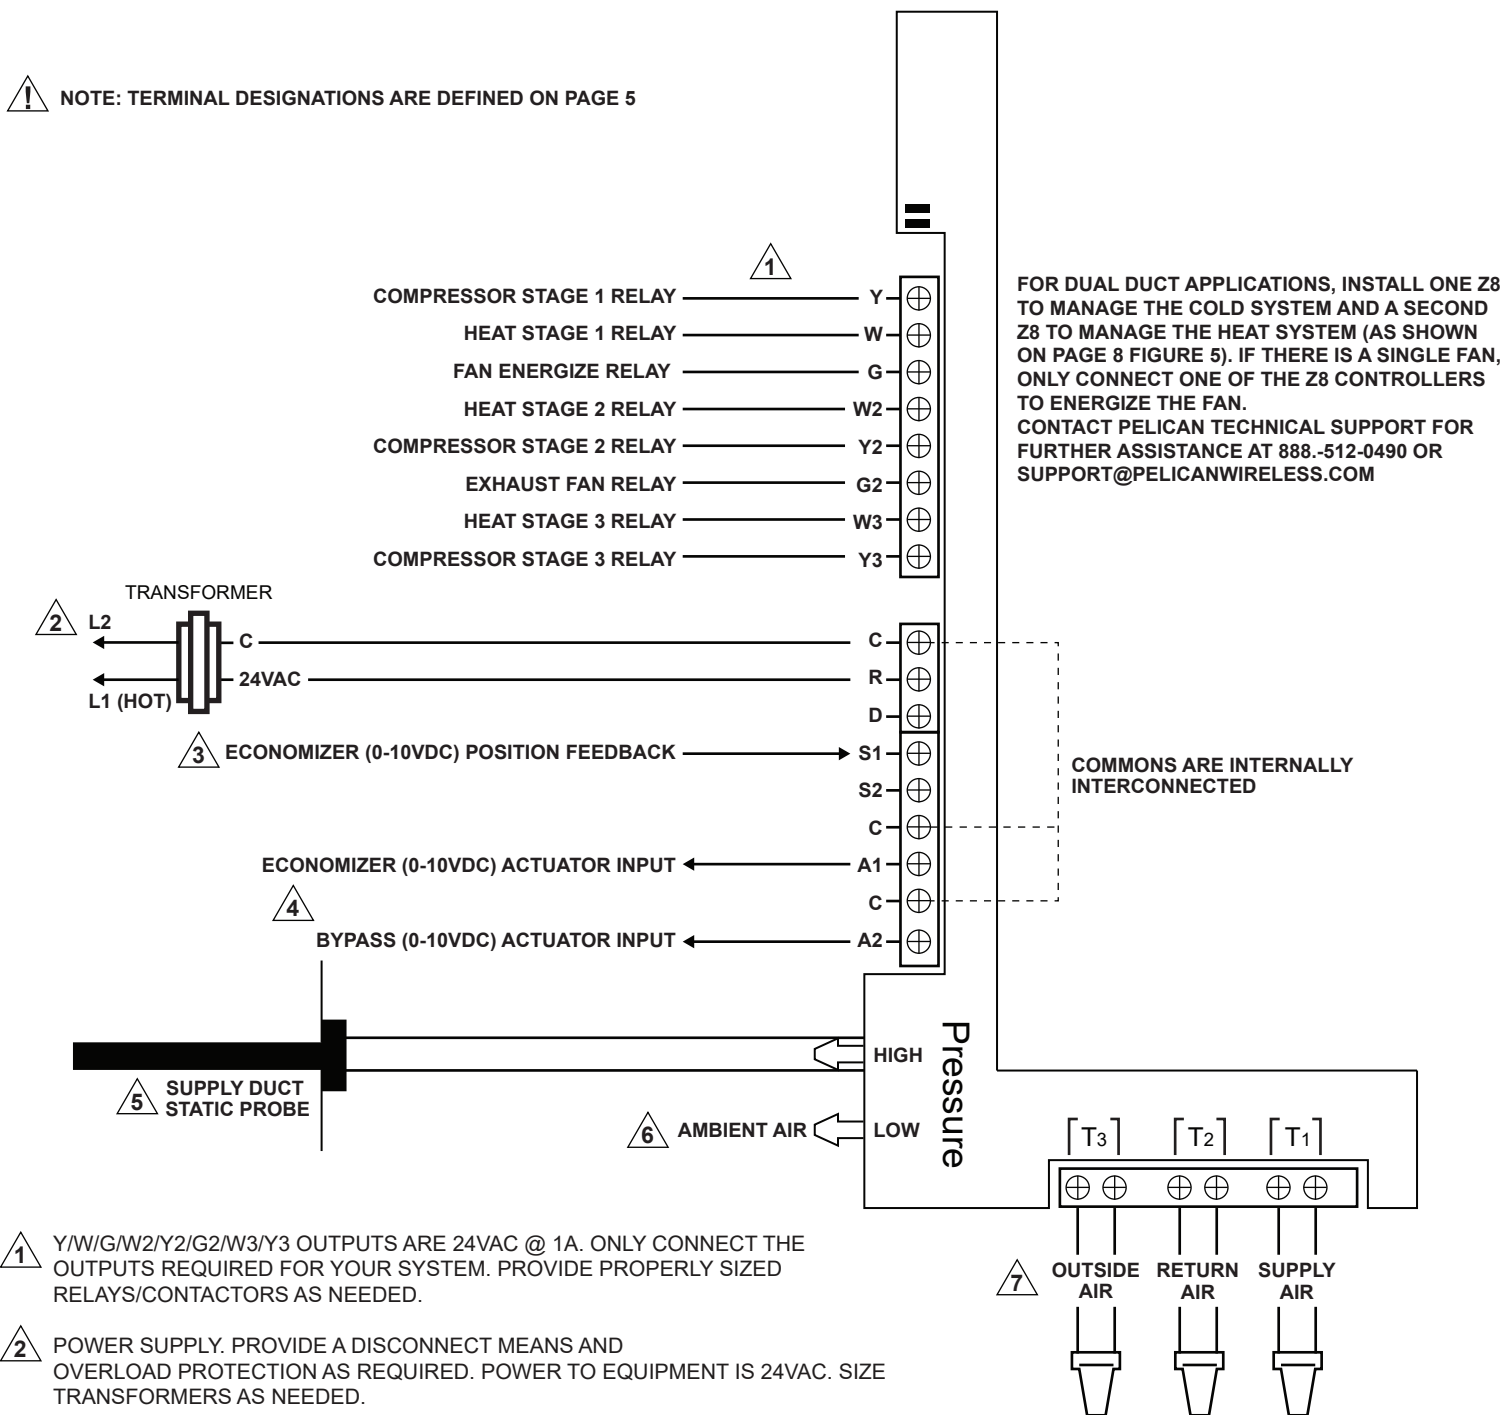 ! NOTE: TERMINAL DESIGNATIONS ARE DEFINED ON PAGE 5
1
COMPRESSOR STAGE 1 RELAY Y
HEAT STAGE 1 RELAY W
FAN ENERGIZE RELAY G
HEAT STAGE 2 RELAY W2
COMPRESSOR STAGE 2 RELAY Y2
EXHAUST FAN RELAY G2
HEAT STAGE 3 RELAY W3
COMPRESSOR STAGE 3 RELAY Y3
FOR DUAL DUCT APPLICATIONS, INSTALL ONE Z8
TO MANAGE THE COLD SYSTEM AND A SECOND
Z8 TO MANAGE THE HEAT SYSTEM (AS SHOWN
ON PAGE 8 FIGURE 5). IF THERE IS A SINGLE FAN,
ONLY CONNECT ONE OF THE Z8 CONTROLLERS
TO ENERGIZE THE FAN.
CONTACT PELICAN TECHNICAL SUPPORT FOR
FURTHER ASSISTANCE AT 888.-512-0490 OR
SUPPORT@PELICANWIRELESS.COM
TRANSFORMER
2 L2 C C
L1 (HOT) 24VAC R
D
3 ECONOMIZER (0-10VDC) POSITION FEEDBACK S1
S2
C
COMMONS ARE INTERNALLY
INTERCONNECTED
ECONOMIZER (0-10VDC) ACTUATOR INPUT A1
4 C
BYPASS (0-10VDC) ACTUATOR INPUT A2
HIGH
Pressure
5 SUPPLY DUCT
STATIC PROBE
6 AMBIENT AIR LOW
T3 T2 T1
7 OUTSIDE AIR
RETURN AIR
SUPPLY AIR
1 Y/W/G/W2/Y2/G2/W3/Y3 OUTPUTS ARE 24VAC @ 1A. ONLY CONNECT THE
OUTPUTS REQUIRED FOR YOUR SYSTEM. PROVIDE PROPERLY SIZED
RELAYS/CONTACTORS AS NEEDED.
2 POWER SUPPLY. PROVIDE A DISCONNECT MEANS AND
OVERLOAD PROTECTION AS REQUIRED. POWER TO EQUIPMENT IS 24VAC. SIZE
TRANSFORMERS AS NEEDED.